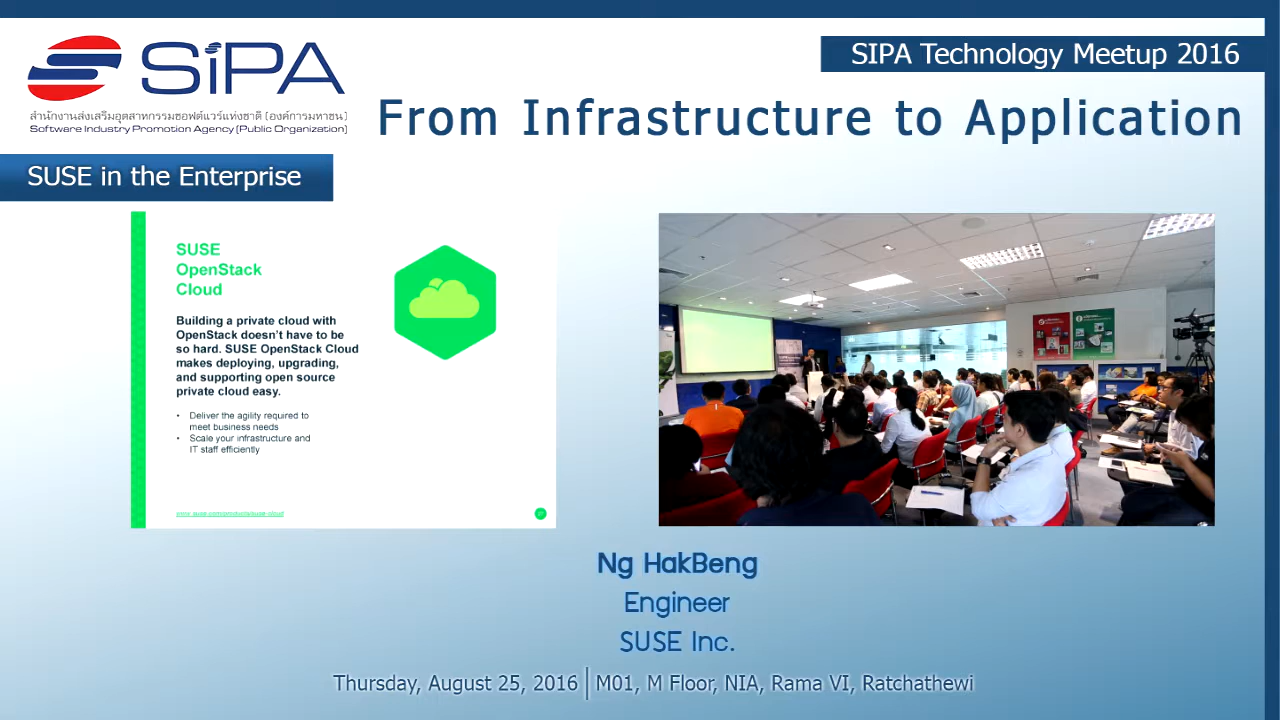 SIPA
สำนักงานส่งเสริมอุตสาหกรรมซอฟต์แวร์แห่งชาติ (องค์การมหาชน)
Software Industry Promotion Agency (Public Organization)
SIPA Technology Meetup 2016
From Infrastructure to Application
SUSE in the Enterprise
SUSE
OpenStack
Cloud
Building a private cloud with
OpenStack doesn't have to be
so hard. SUSE OpenStack Cloud
makes deploying, upgrading,
and supporting open source
private cloud easy.
• Deliver the agility required to
meet business needs
• Scale your infrastructure and
IT staff efficiently
Ng HakBeng
Engineer
SUSE Inc.
Thursday, August 25, 2016 | M01, M Floor, NIA, Rama VI, Ratchathewi